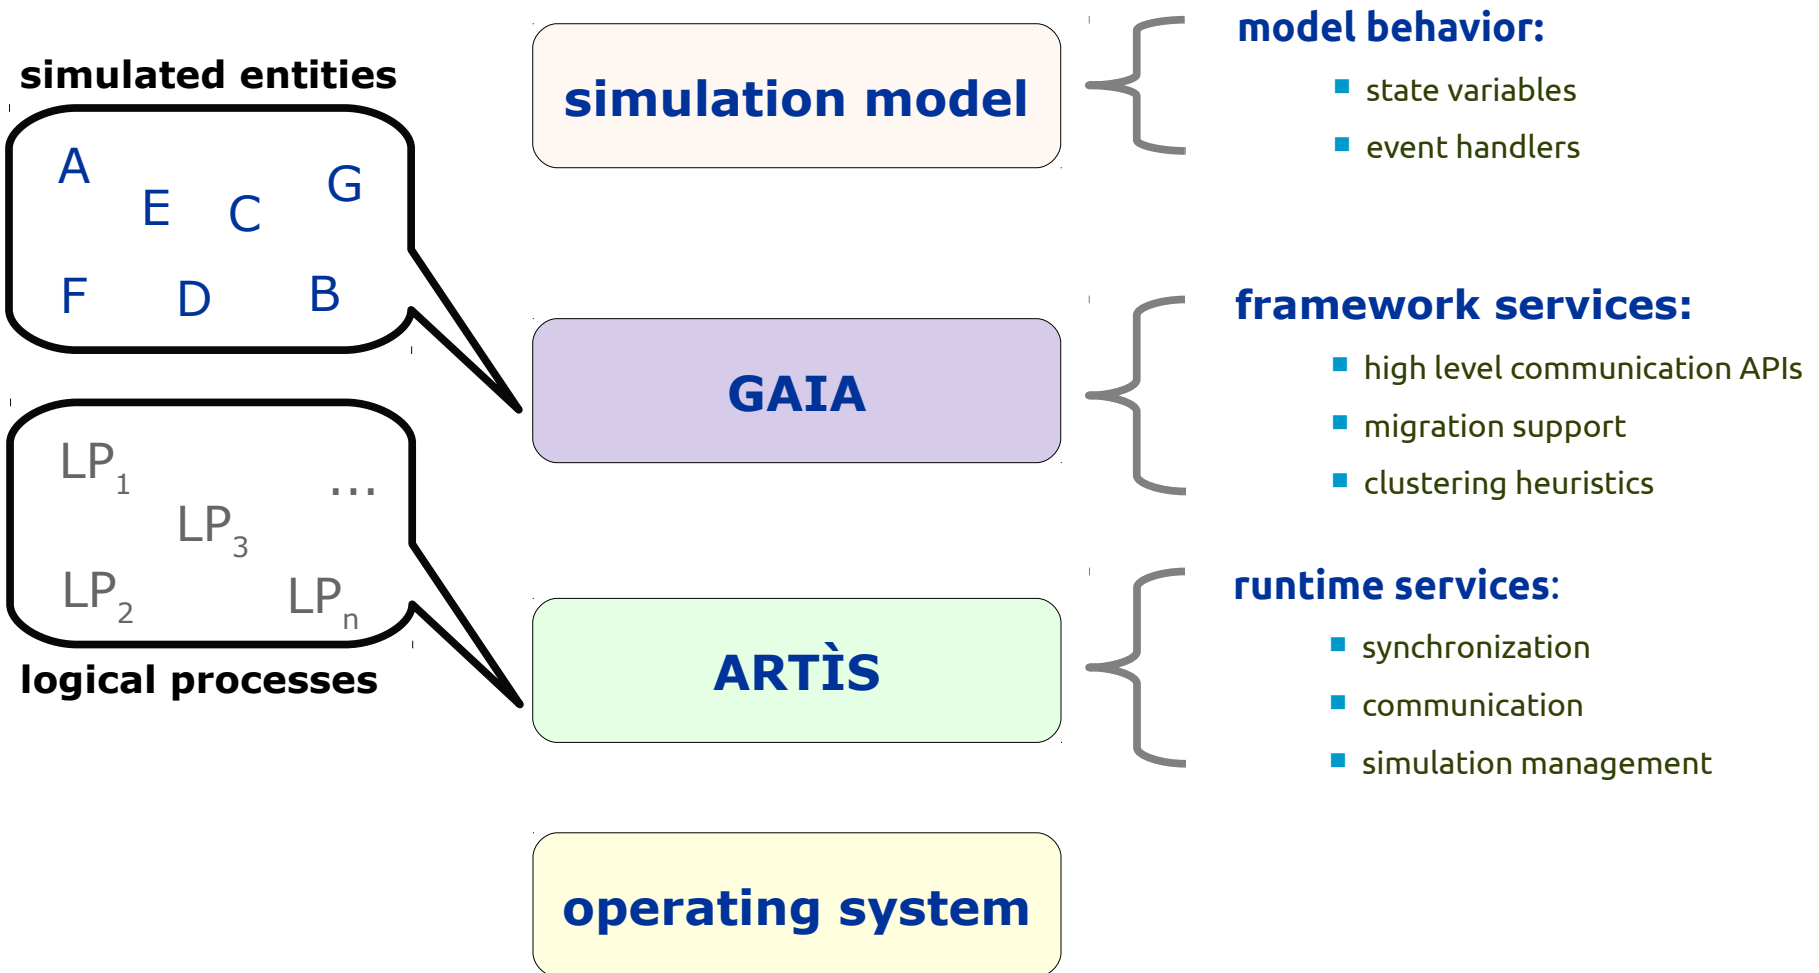 simulated entities
A
E
C
G
F
D
B
LP1
...
LP3
LP2
LPn
logical processes
simulation model
GAIA
ARTÌS
operating system
model behavior:
state variables
event handlers
framework services:
high level communication APIs
migration support
clustering heuristics
runtime services:
synchronization
communication
simulation management